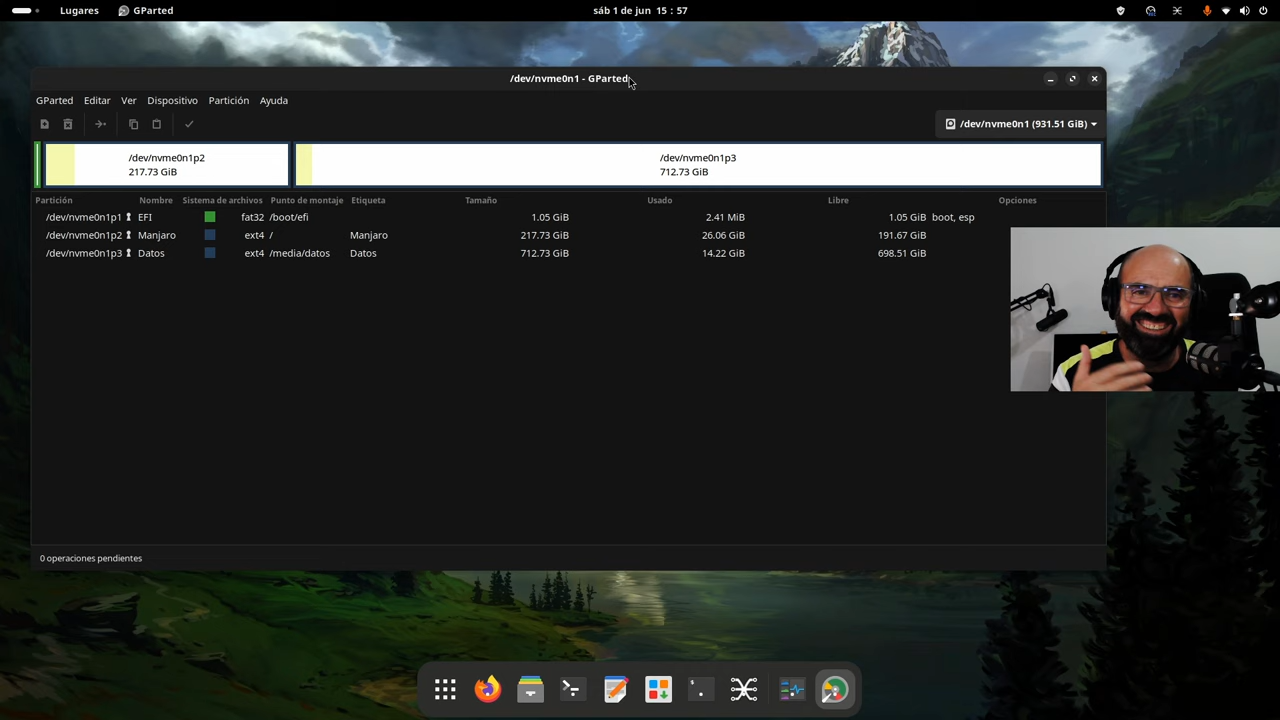 Lugares GParted sáb 1 de jun 15 : 57
/dev/nvme0n1 - GParted
GParted Editar Ver Dispositivo Partición Ayuda
/dev/nvme0n1 (931.51 GiB)
/dev/nvme0n1p2 /dev/nvme0n1p3
217.73 GiB 712.73 GiB
Partición Nombre Sistema de archivos Punto de montaje Etiqueta Tamaño Usado Libre Opciones
/dev/nvme0n1p1 EFI fat32 /boot/efi 1.05 GiB 2.41 MiB 1.05 GiB boot, esp
/dev/nvme0n1p2 Manjaro ext4 / Manjaro 217.73 GiB 26.06 GiB 191.67 GiB
/dev/nvme0n1p3 Datos ext4 /media/datos Datos 712.73 GiB 14.22 GiB 698.51 GiB
0 operaciones pendientes